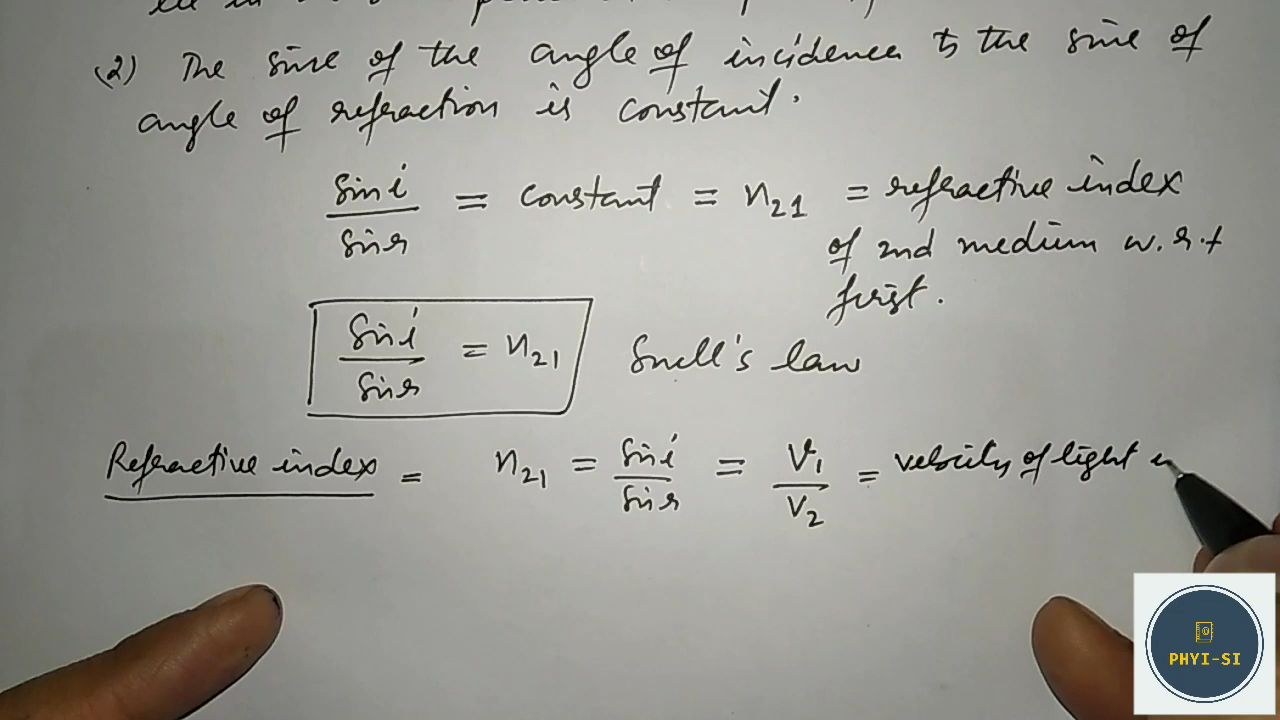 (2) The sine of the angle of incidence to the sine of
angle of refraction is constant.
sin i / sin r = constant = n21 = refractive index
of 2nd medium w.r.t
first.
sin i / sin r = n21 Snell's law
Refractive index = n21 = sin i / sin r = V1 / V2 = velocity of light
PHYI-SI